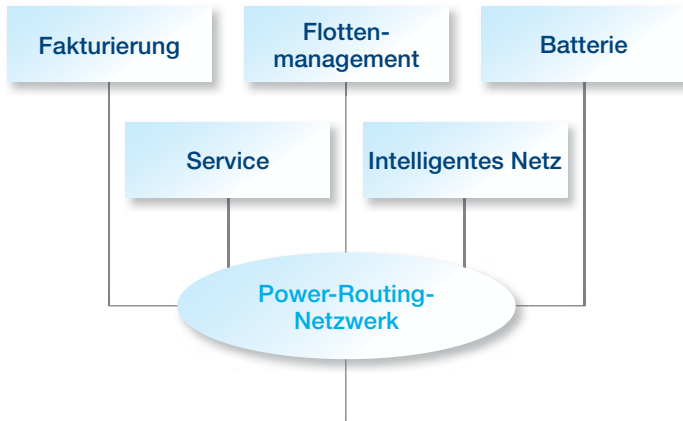 Fakturierung
Flotten-
management
Batterie
Service
Intelligentes Netz
Power-Routing-
Netzwerk